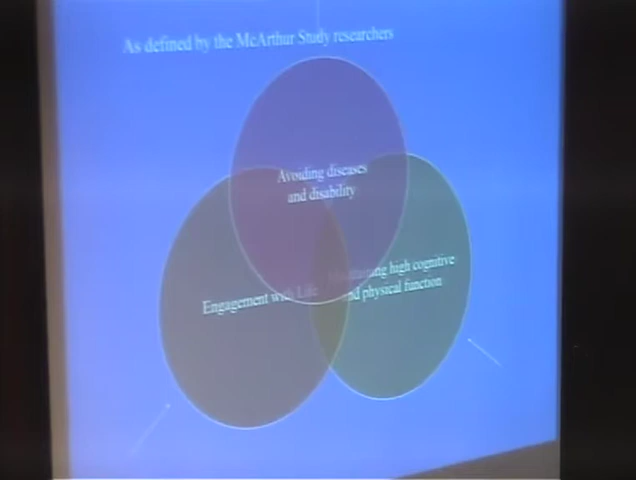 As defined by the McArthur Study researchers
Avoiding diseases
and disability
Engagement with Life
high cognitive
and physical function